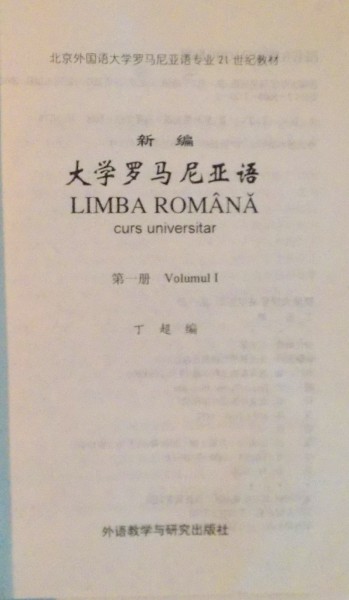 北京外国语大学罗马尼亚语专业 21 世纪教材
新 编
大学罗马尼亚语
LIMBA ROMÂNĂ
curs universitar
第一册 Volumul I
丁 超 编
外语教学与研究出版社